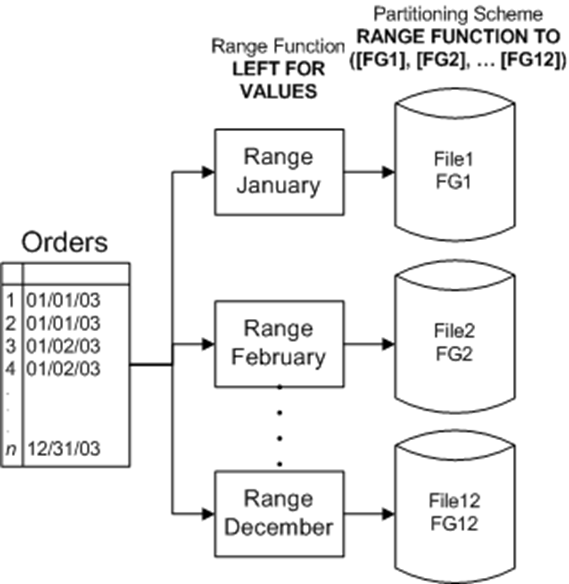 Partitioning Scheme
RANGE FUNCTION TO
([FG1], [FG2], … [FG12])
Range Function
LEFT FOR
VALUES
Range
January
File1
FG1
Orders
1 01/01/03
2 01/01/03
3 01/02/03
4 01/02/03
n 12/31/03
Range
February
File2
FG2
Range
December
File12
FG12